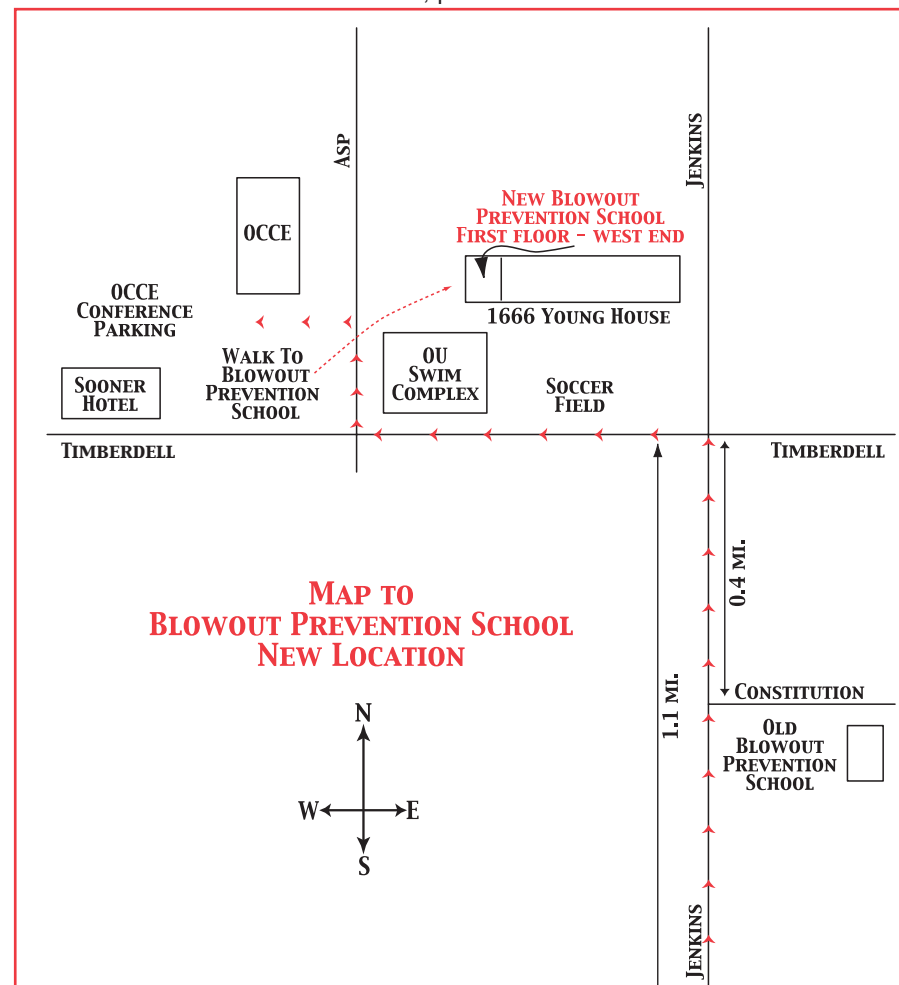 Asp
Jenkins
New Blowout
Prevention School
First floor - west end
OCCE
OCCE
Conference
Parking
1666 Young House
Walk To
Blowout
Prevention
School
OU
Swim
Complex
Soccer
Field
Sooner
Hotel
Timberdell
Timberdell
0.4 mi.
Map to
Blowout Prevention School
New Location
1.1 mi.
Constitution
Old
Blowout
Prevention
School
N
W
E
S
Jenkins